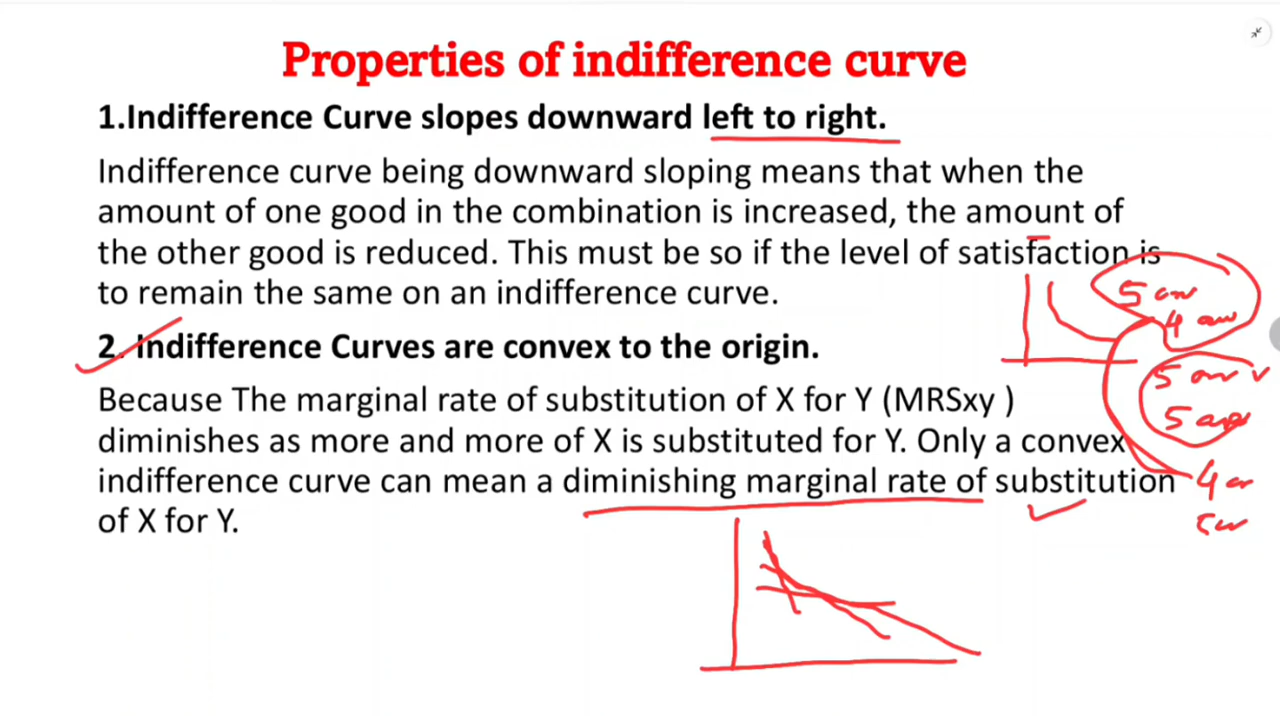 Properties of indifference curve
1.Indifference Curve slopes downward left to right.
Indifference curve being downward sloping means that when the
amount of one good in the combination is increased, the amount of
the other good is reduced. This must be so if the level of satisfaction is
to remain the same on an indifference curve.
5
4
2. Indifference Curves are convex to the origin.
5
Because The marginal rate of substitution of X for Y (MRSxy )
5
diminishes as more and more of X is substituted for Y. Only a convex
indifference curve can mean a diminishing marginal rate of substitution
4
of X for Y.